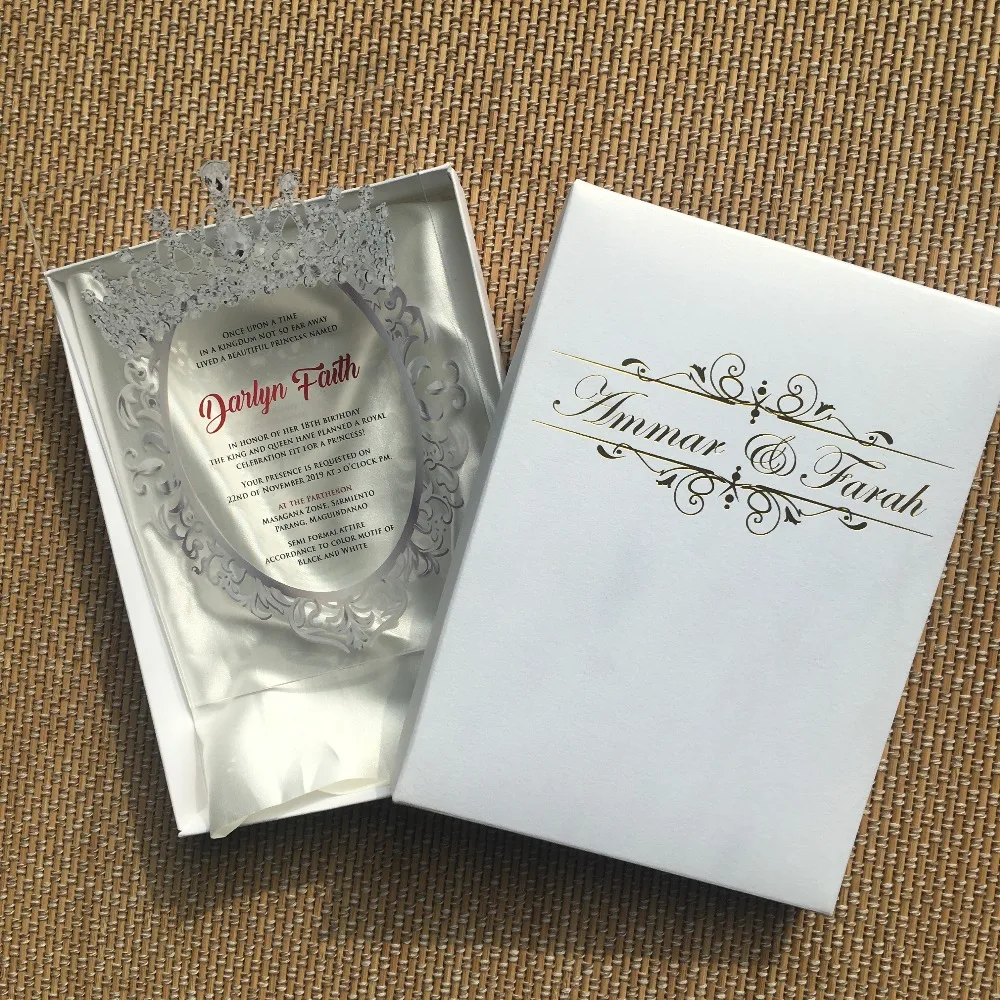 ONCE UPON A TIME
IN A KINGDOM NOT SO FAR AWAY
LIVED A BEAUTIFUL PRINCESS NAMED
Darlyn Faith
IN HONOR OF HER 18TH BIRTHDAY
THE KING AND QUEEN HAVE PLANNED A ROYAL
CELEBRATION FIT FOR A PRINCESS!
YOUR PRESENCE IS REQUESTED ON
22ND OF NOVEMBER 2019 AT 5 O'CLOCK PM.
AT THE PARTHENON
MASAGANA ZONE, SARMIENTO
PARANG, MAGUINDANAO
SEMI FORMAL ATTIRE
ACCORDANCE TO COLOR MOTIF OF
BLACK AND WHITE
Ammar & Farah